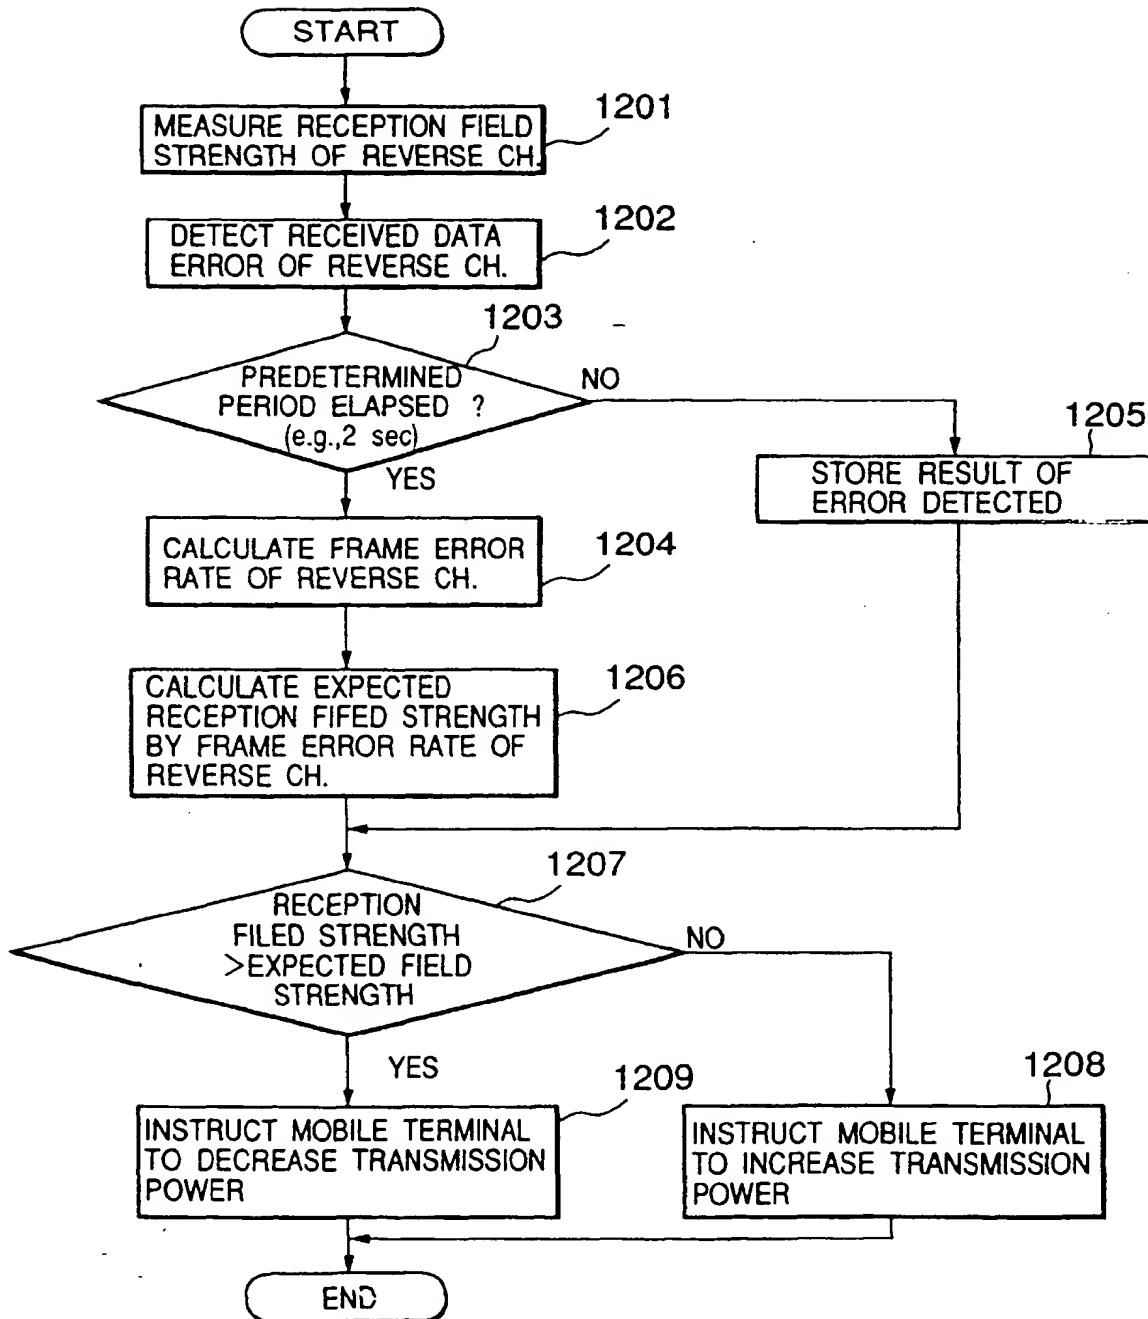 START
1201
MEASURE RECEPTION FIELD
STRENGTH OF REVERSE CH.
1202
DETECT RECEIVED DATA
ERROR OF REVERSE CH.
1203
PREDETERMINED
PERIOD ELAPSED ?
(e.g.,2 sec)
NO
YES
1205
STORE RESULT OF
ERROR DETECTED
1204
CALCULATE FRAME ERROR
RATE OF REVERSE CH.
1206
CALCULATE EXPECTED
RECEPTION FIFED STRENGTH
BY FRAME ERROR RATE OF
REVERSE CH.
1207
RECEPTION
FILED STRENGTH
>EXPECTED FIELD
STRENGTH
NO
YES
1209
INSTRUCT MOBILE TERMINAL
TO DECREASE TRANSMISSION
POWER
1208
INSTRUCT MOBILE TERMINAL
TO INCREASE TRANSMISSION
POWER
END